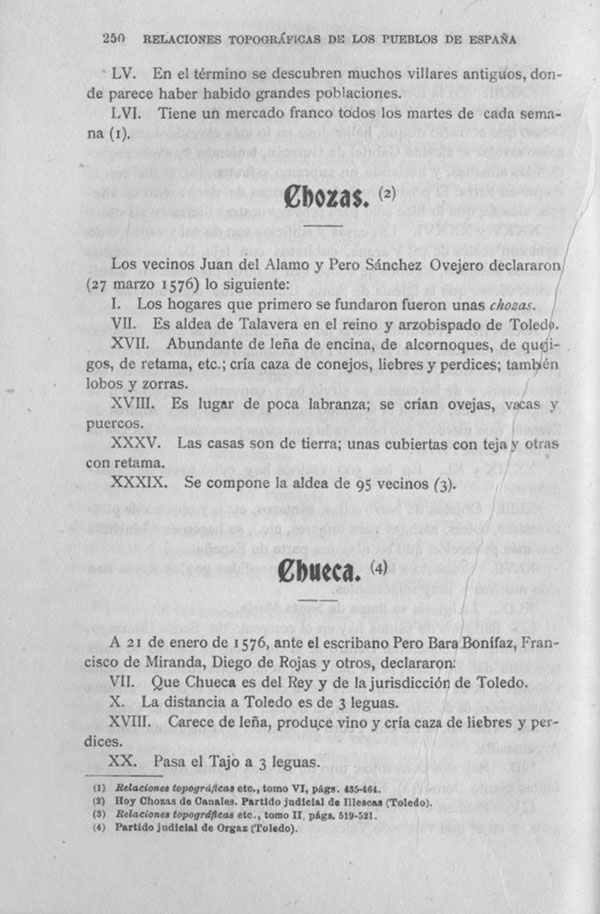 250 RELACIONES TOPOGRÁFICAS DE LOS PUEBLOS DE ESPAÑA
LV. En el término se descubren muchos villares antiguos, don-
de parece haber habido grandes poblaciones.
LVI. Tiene un mercado franco todos los martes de cada sema-
na (1).
Chozas. (2)
Los vecinos Juan del Alamo y Pero Sánchez Ovejero declararon
(27 marzo 1576) lo siguiente:
I. Los hogares que primero se fundaron fueron unas chozas.
VII. Es aldea de Talavera en el reino y arzobispado de Toledo.
XVII. Abundante de leña de encina, de alcornoques, de queji-
gos, de retama, etc.; cría caza de conejos, liebres y perdices; también
lobos y zorras.
XVIII. Es lugar de poca labranza; se crían ovejas, vacas y
puercos.
XXXV. Las casas son de tierra; unas cubiertas con teja y otras
con retama.
XXXIX. Se compone la aldea de 95 vecinos (3).
Chueca. (4)
A 21 de enero de 1576, ante el escribano Pero Bara Bonifaz, Fran-
cisco de Miranda, Diego de Rojas y otros, declararon:
VII. Que Chueca es del Rey y de la jurisdicción de Toledo.
X. La distancia a Toledo es de 3 leguas.
XVIII. Carece de leña, produce vino y cría caza de liebres y per-
dices.
XX. Pasa el Tajo a 3 leguas.
(1) Relaciones topográficas etc., tomo VI, págs. 435-464.
(2) Hoy Chozas de Canales. Partido judicial de Illescas (Toledo).
(3) Relaciones topográficas etc., tomo II, págs. 519-521.
(4) Partido judicial de Orgaz (Toledo).